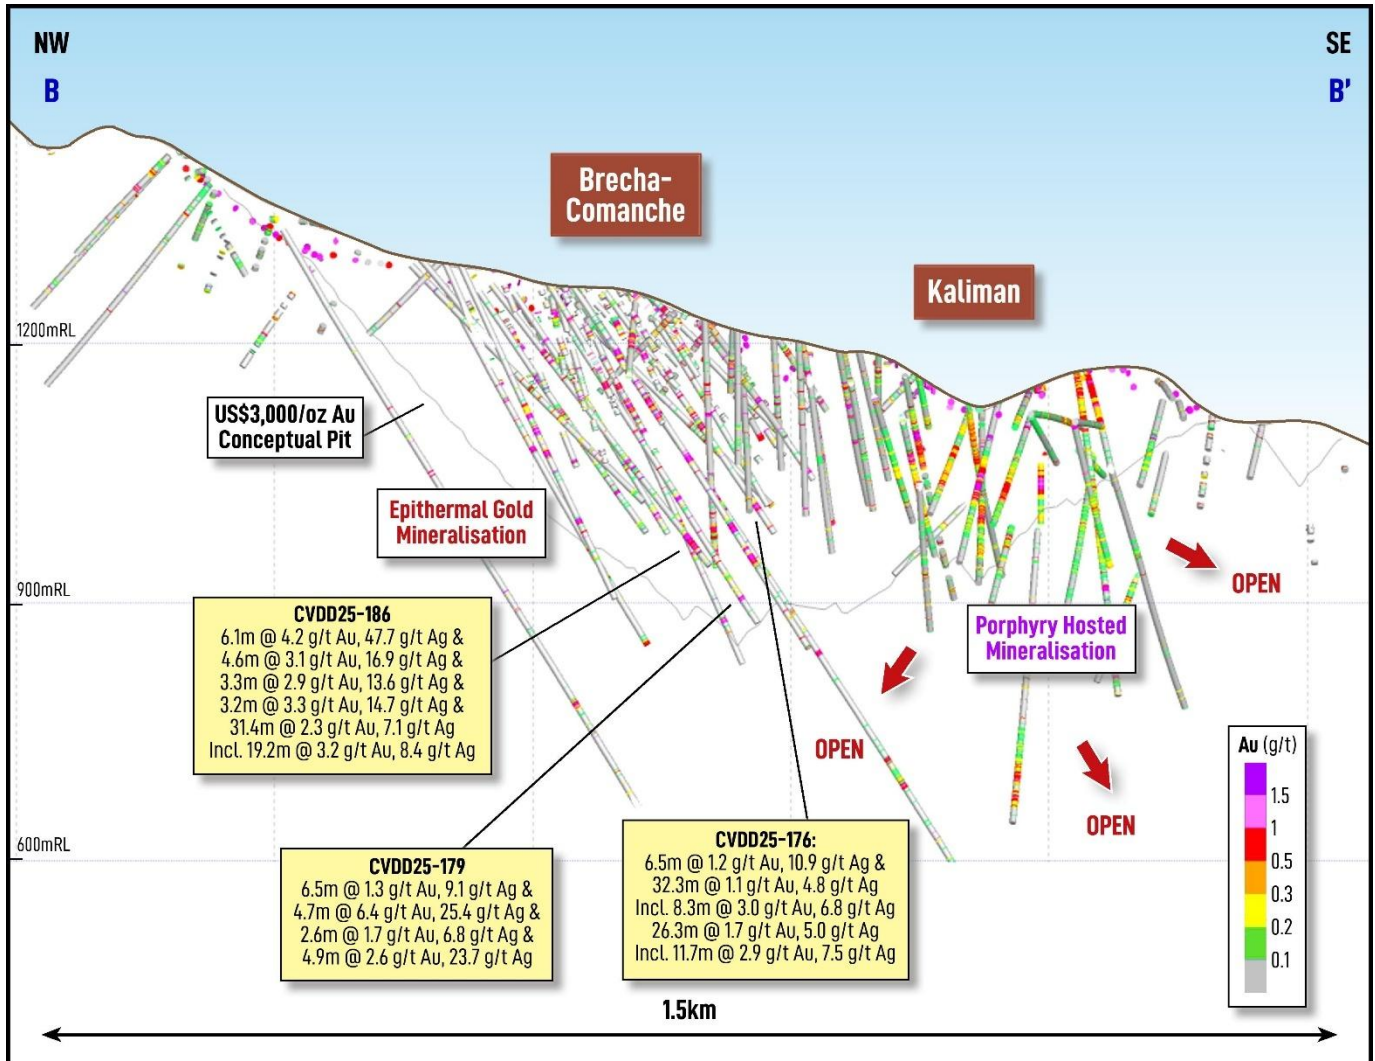 NW
SE
B
B'
Brecha-
Comanche
Kaliman
1200mRL
US$3,000/oz Au
Conceptual Pit
Epithermal Gold
Mineralisation
OPEN
900mRL
CVDD25-186
6.1m @ 4.2 g/t Au, 47.7 g/t Ag &
4.6m @ 3.1 g/t Au, 16.9 g/t Ag &
3.3m @ 2.9 g/t Au, 13.6 g/t Ag &
3.2m @ 3.3 g/t Au, 14.7 g/t Ag &
31.4m @ 2.3 g/t Au, 7.1 g/t Ag
Incl. 19.2m @ 3.2 g/t Au, 8.4 g/t Ag
Porphyry Hosted
Mineralisation
OPEN
OPEN
Au (g/t)
1.5
1
0.5
0.3
0.2
0.1
600mRL
CVDD25-179
6.5m @ 1.3 g/t Au, 9.1 g/t Ag &
4.7m @ 6.4 g/t Au, 25.4 g/t Ag &
2.6m @ 1.7 g/t Au, 6.8 g/t Ag &
4.9m @ 2.6 g/t Au, 23.7 g/t Ag
CVDD25-176:
6.5m @ 1.2 g/t Au, 10.9 g/t Ag &
32.3m @ 1.1 g/t Au, 4.8 g/t Ag
Incl. 8.3m @ 3.0 g/t Au, 6.8 g/t Ag
26.3m @ 1.7 g/t Au, 5.0 g/t Ag
Incl. 11.7m @ 2.9 g/t Au, 7.5 g/t Ag
1.5km